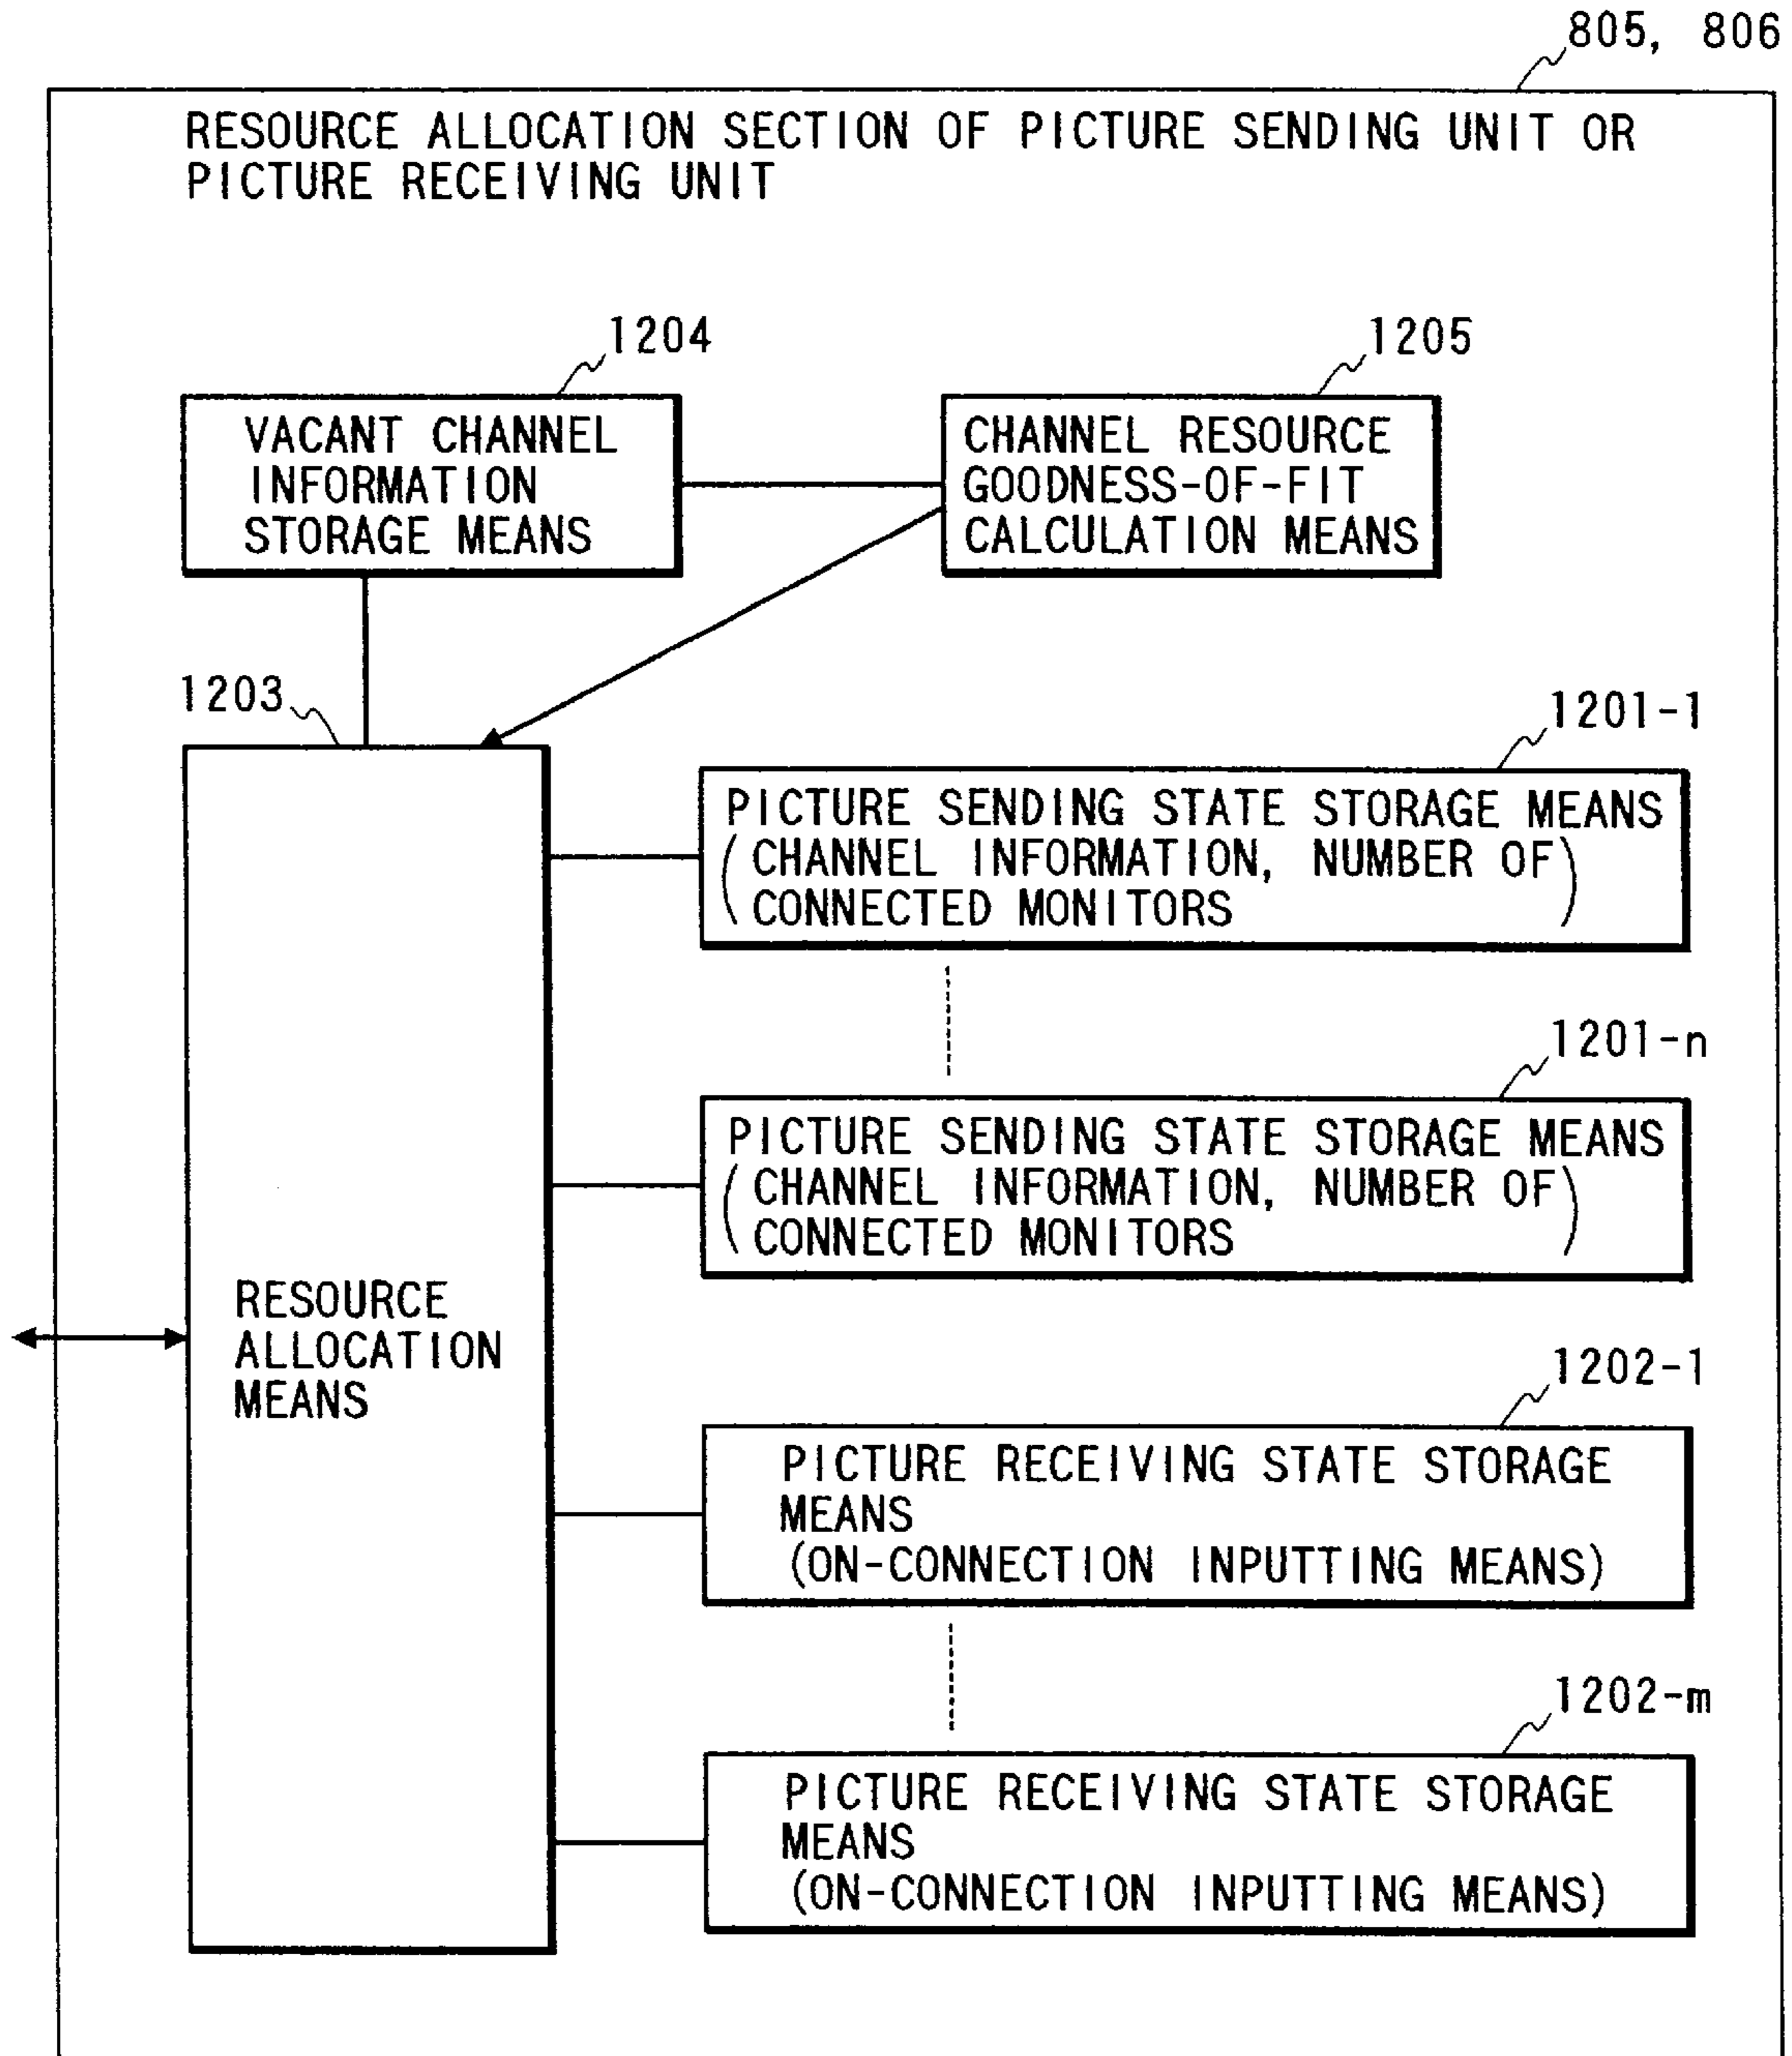 805, 806
RESOURCE ALLOCATION SECTION OF PICTURE SENDING UNIT OR
PICTURE RECEIVING UNIT
1204
1205
VACANT CHANNEL
INFORMATION
STORAGE MEANS
CHANNEL RESOURCE
GOODNESS-OF-FIT
CALCULATION MEANS
1203
1201-1
PICTURE SENDING STATE STORAGE MEANS
(CHANNEL INFORMATION, NUMBER OF
CONNECTED MONITORS)
1201-n
PICTURE SENDING STATE STORAGE MEANS
(CHANNEL INFORMATION, NUMBER OF
CONNECTED MONITORS)
RESOURCE
ALLOCATION
MEANS
1202-1
PICTURE RECEIVING STATE STORAGE
MEANS
(ON-CONNECTION INPUTTING MEANS)
1202-m
PICTURE RECEIVING STATE STORAGE
MEANS
(ON-CONNECTION INPUTTING MEANS)